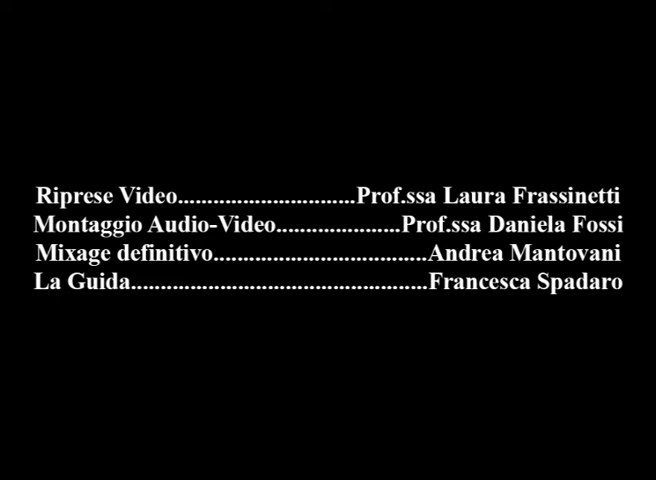 Riprese Video..............................Prof.ssa Laura Frassinetti
Montaggio Audio-Video.....................Prof.ssa Daniela Fossi
Mixage definitivo....................................Andrea Mantovani
La Guida..................................................Francesca Spadaro